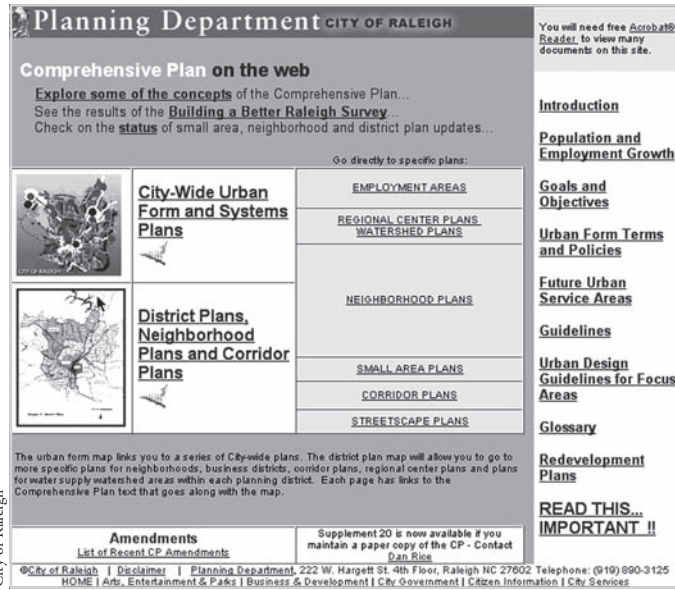 Planning Department CITY OF RALEIGH
Comprehensive Plan on the web
Explore some of the concepts of the Comprehensive Plan...
See the results of the Building a Better Raleigh Survey...
Check on the status of small area, neighborhood and district plan updates...
Go directly to specific plans:
CITY OF RALEIGH
City-Wide Urban
Form and Systems
Plans
District Plans,
Neighborhood
Plans and Corridor
Plans
EMPLOYMENT AREAS
REGIONAL CENTER PLANS
WATERSHED PLANS
NEIGHBORHOOD PLANS
SMALL AREA PLANS
CORRIDOR PLANS
STREETSCAPE PLANS
The urban form map links you to a series of City-wide plans. The district plan map will allow you to go to
more specific plans for neighborhoods, business districts, corridor plans, regional center plans and plans
for water supply watershed areas within each planning district. Each page has links to the
Comprehensive Plan text that goes along with the map.
Amendments
List of Recent CP Amendments
Supplement 20 is now available if you
maintain a paper copy of the CP - Contact
Dan Rice
You will need free Acrobat®
Reader to view many
documents on this site.
Introduction
Population and
Employment Growth
Goals and
Objectives
Urban Form Terms
and Policies
Future Urban
Service Areas
Guidelines
Urban Design
Guidelines for Focus
Areas
Glossary
Redevelopment
Plans
READ THIS...
IMPORTANT !!
©City of Raleigh | Disclaimer | Planning Department, 222 W. Hargett St. 4th Floor, Raleigh NC 27602 Telephone: (919) 890-3125
HOME | Arts, Entertainment & Parks | Business & Development | City Government | Citizen Information | City Services
City of Raleigh